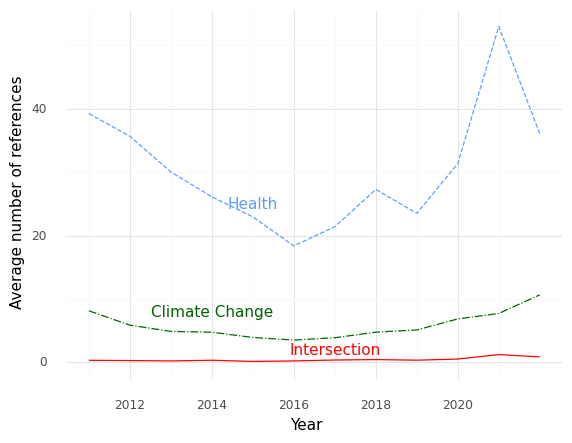 Average number of references
40
20
0
Health
Climate Change
Intersection
2012 2014 2016 2018 2020
Year